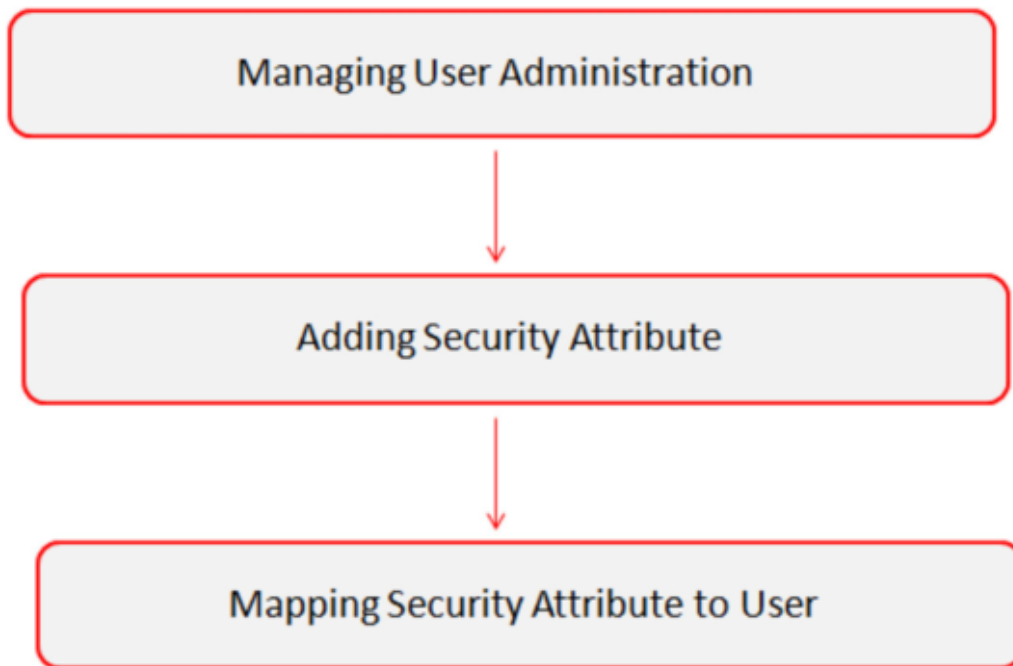 Managing User Administration
Adding Security Attribute
Mapping Security Attribute to User